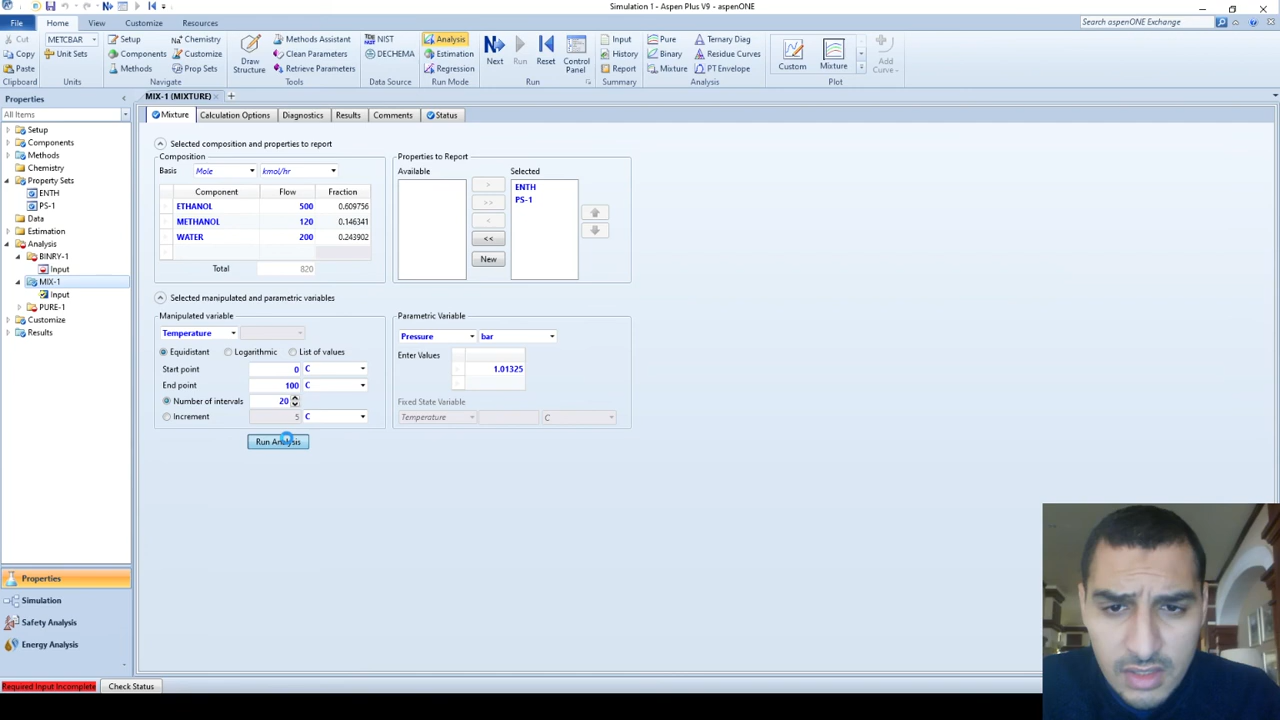 Simulation 1 - Aspen Plus V9 - aspenONE
File Home View Customize Resources Search aspenONE Exchange
Cut METCBAR Setup Chemistry Methods Assistant NIST Analysis Input Pure Ternary Diag
Copy Unit Sets Components Customize Clean Parameters DECHEMA Estimation History Binary Residue Curves
Paste Methods Prop Sets Draw Structure Retrieve Parameters Regression Next Run Reset Control Panel Report Mixture PT Envelope Custom Mixture Add Curve
Clipboard Units Navigate Tools Data Source Run Mode Run Summary Analysis Plot
Properties
All Items
Setup
Components
Methods
Chemistry
Property Sets
ENTH
PS-1
Data
Estimation
Analysis
BINRY-1
Input
MIX-1
Input
PURE-1
Customize
Results
Properties
Simulation
Safety Analysis
Energy Analysis
MIX-1 (MIXTURE) × +
Mixture Calculation Options Diagnostics Results Comments Status
Selected composition and properties to report
Composition
Basis Mole kmol/hr
Component Flow Fraction
ETHANOL 500 0.609756
METHANOL 120 0.146341
WATER 200 0.243902
Total 820
Properties to Report
Available Selected
> ENTH
>> PS-1
<
<<
New
Selected manipulated and parametric variables
Manipulated variable
Temperature
Equidistant Logarithmic List of values
Start point 0 C
End point 100 C
Number of intervals 20
Increment 5 C
Run Analysis
Parametric Variable
Pressure bar
Enter Values
1.01325
Fixed State Variable
Temperature C
Required Input Incomplete Check Status